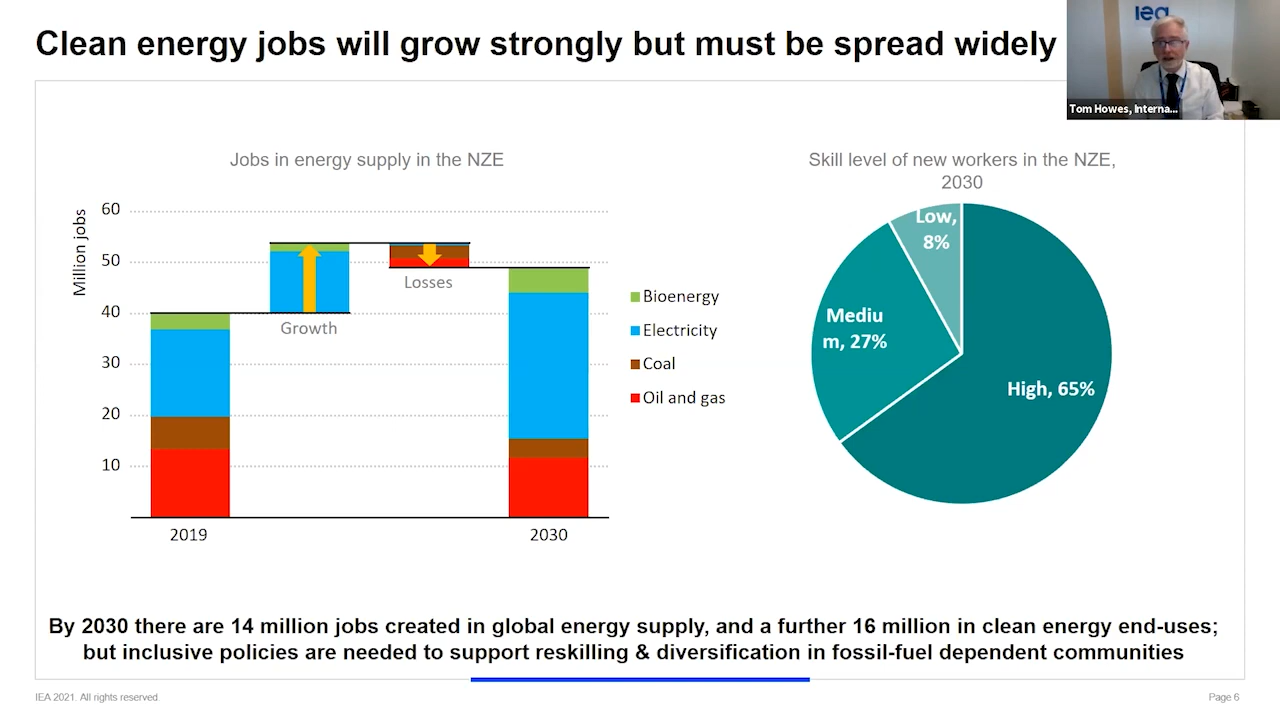 Clean energy jobs will grow strongly but must be spread widely
iea
Tom Howes, Interna...
Jobs in energy supply in the NZE
Million jobs
60
50
40
30
20
10
Growth
Losses
2019
2030
Bioenergy
Electricity
Coal
Oil and gas
Skill level of new workers in the NZE,
2030
Low,
8%
Mediu
m, 27%
High, 65%
By 2030 there are 14 million jobs created in global energy supply, and a further 16 million in clean energy end-uses;
but inclusive policies are needed to support reskilling & diversification in fossil-fuel dependent communities
IEA 2021. All rights reserved.
Page 6